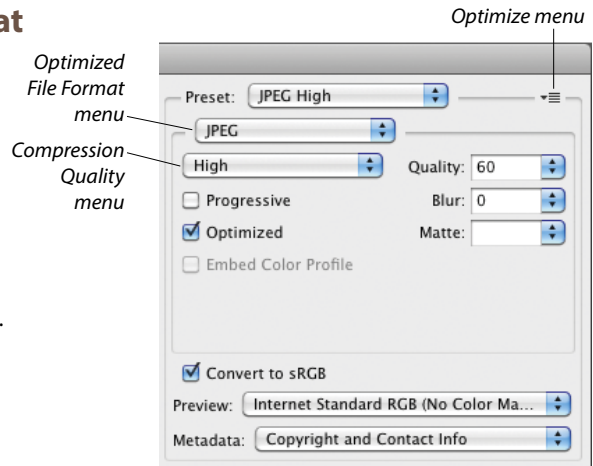 at
Optimize menu
Optimized
File Format
menu
Compression
Quality
menu
.
Preset: JPEG High
JPEG
High Quality: 60
Progressive Blur: 0
Optimized Matte:
Embed Color Profile
Convert to sRGB
Preview: Internet Standard RGB (No Color Ma...
Metadata: Copyright and Contact Info